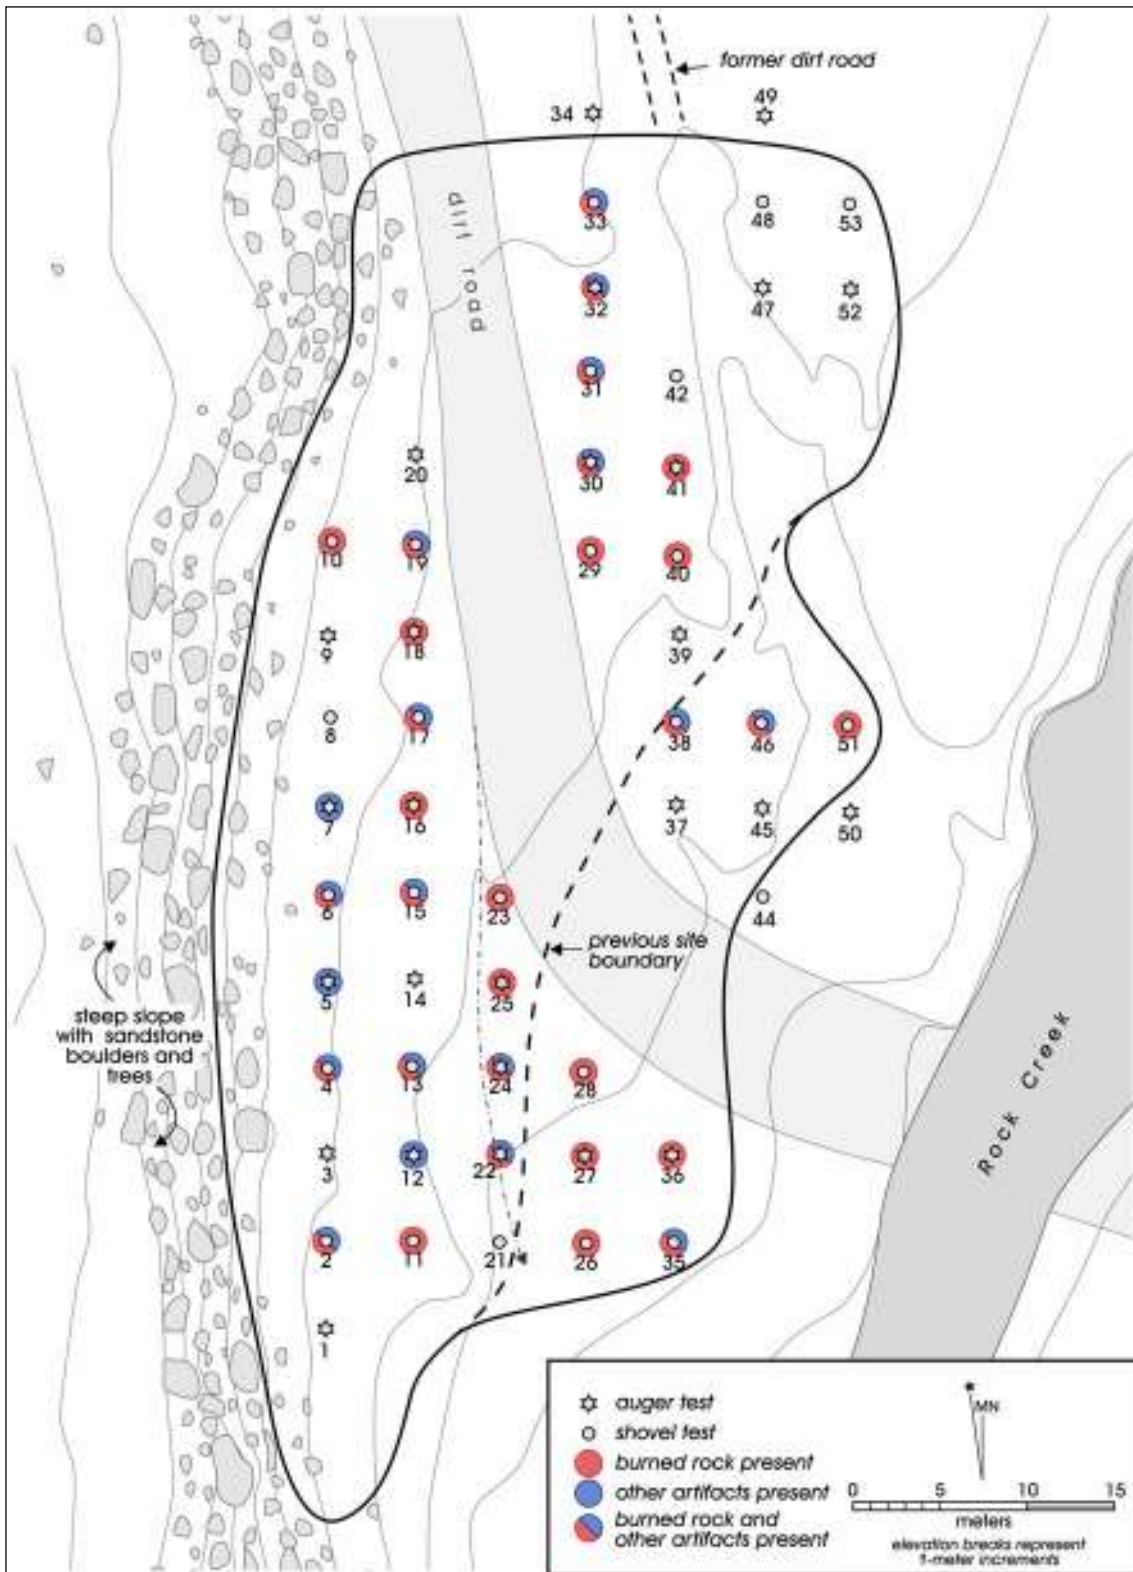 former dirt road
34
49
dirt road
33
48
53
32
47
52
31
42
20
30
41
10
19
29
40
9
18
39
8
17
38
46
51
7
16
37
45
50
6
15
23
44
previous site
boundary
5
14
25
steep slope
with sandstone
boulders and
trees
4
13
24
28
Rock Creek
3
12
22
27
36
2
11
21
26
35
1
auger test
shovel test
burned rock present
other artifacts present
burned rock and
other artifacts present
MN
0 5 10 15
meters
elevation breaks represent
1-meter increments